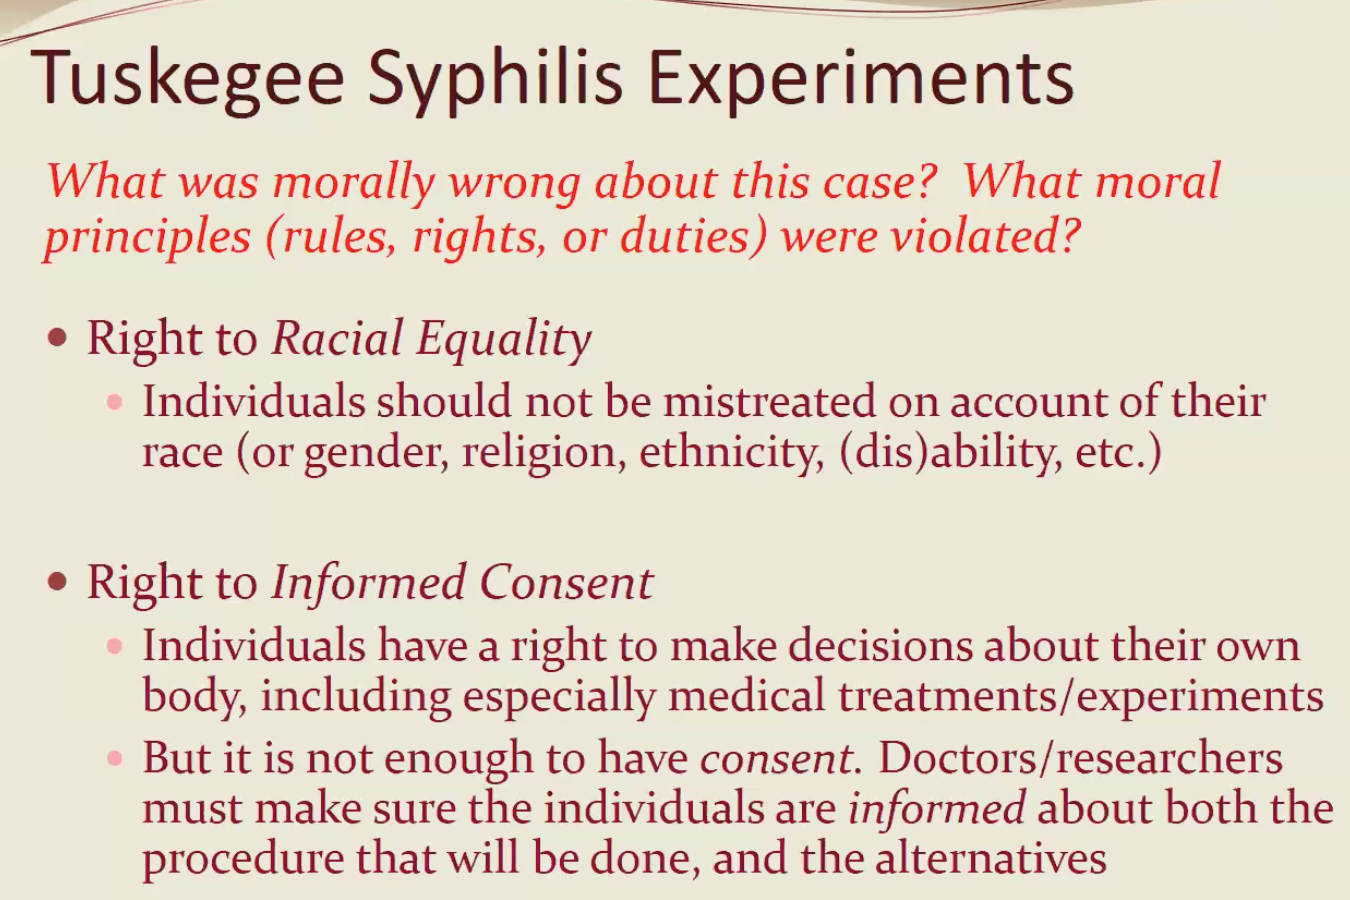 Tuskegee Syphilis Experiments
What was morally wrong about this case? What moral
principles (rules, rights, or duties) were violated?
• Right to Racial Equality
• Individuals should not be mistreated on account of their
race (or gender, religion, ethnicity, (dis)ability, etc.)
• Right to Informed Consent
• Individuals have a right to make decisions about their own
body, including especially medical treatments/experiments
• But it is not enough to have consent. Doctors/researchers
must make sure the individuals are informed about both the
procedure that will be done, and the alternatives